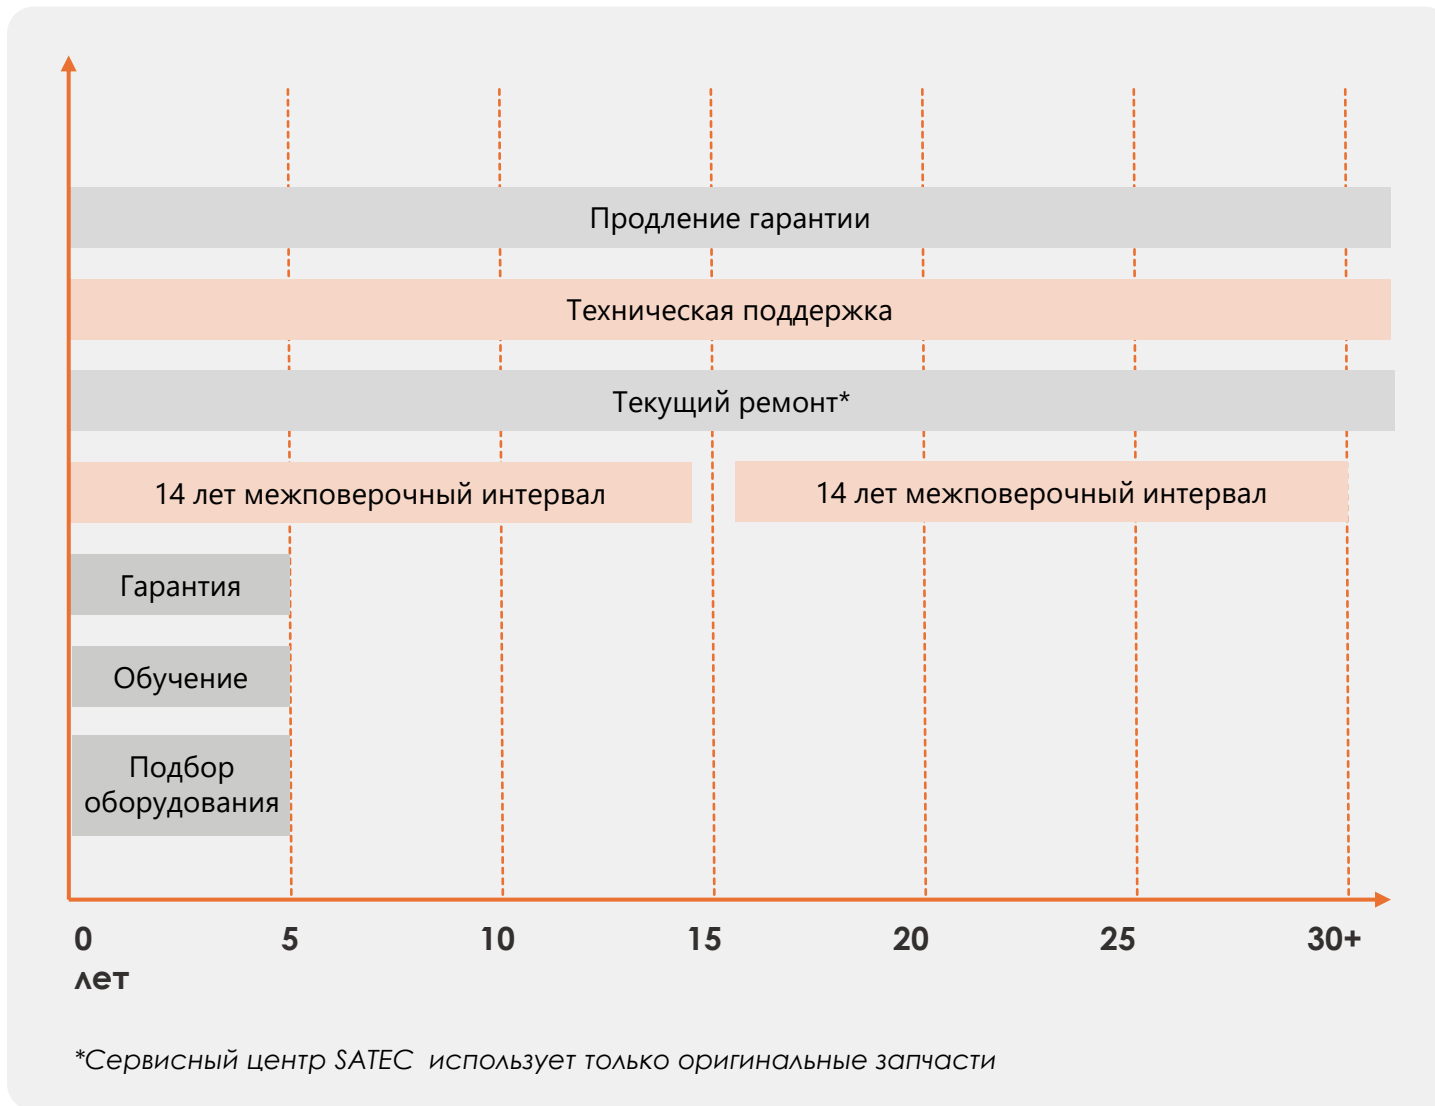 Продление гарантии
Техническая поддержка
Текущий ремонт*
14 лет межповерочный интервал
14 лет межповерочный интервал
Гарантия
Обучение
Подбор
оборудования
0 5 10 15 20 25 30+
лет
*Сервисный центр SATEC использует только оригинальные запчасти